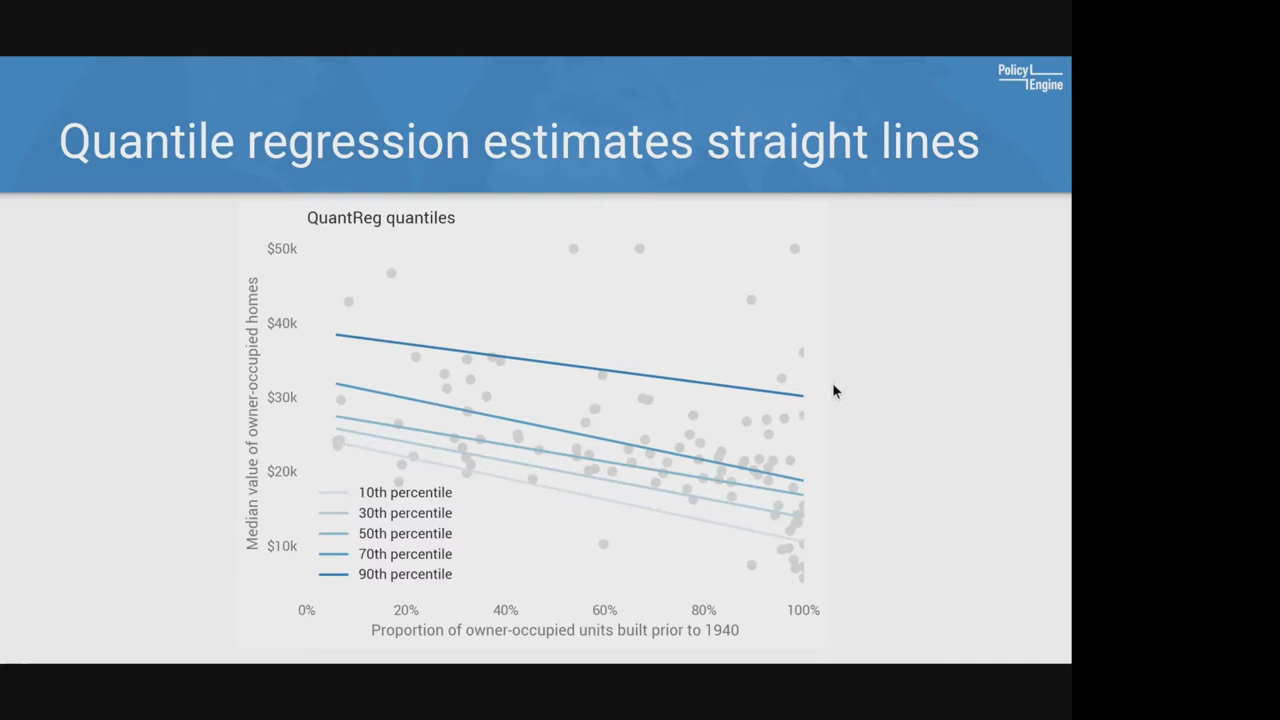 Policy
Engine
Quantile regression estimates straight lines
QuantReg quantiles
Median value of owner-occupied homes
$50k
$40k
$30k
$20k
$10k
10th percentile
30th percentile
50th percentile
70th percentile
90th percentile
0% 20% 40% 60% 80% 100%
Proportion of owner-occupied units built prior to 1940